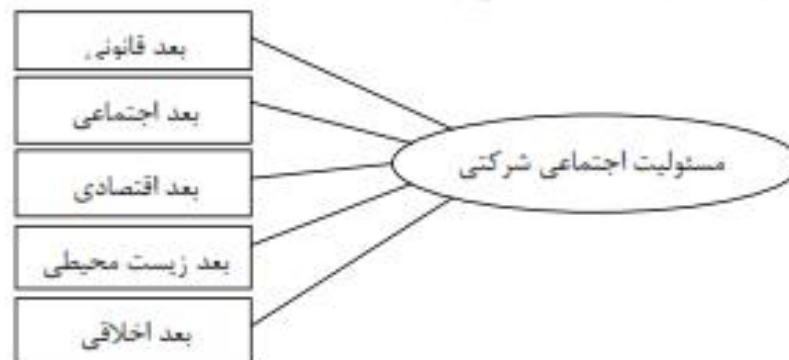 بعد قانونی
بعد اجتماعی
بعد اقتصادی
بعد زیست محیطی
بعد اخلاقی
مسئولیت اجتماعی شرکتی